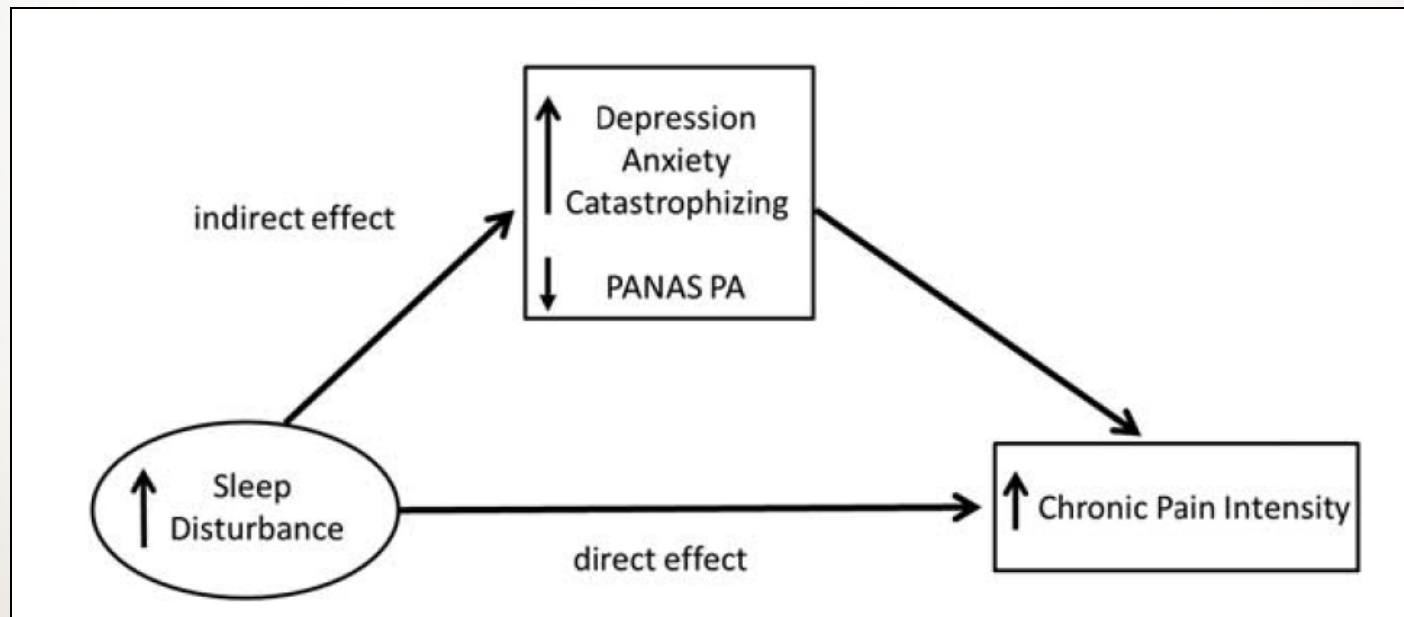 Depression
Anxiety
Catastrophizing
PANAS PA
indirect effect
Sleep
Disturbance
direct effect
Chronic Pain Intensity